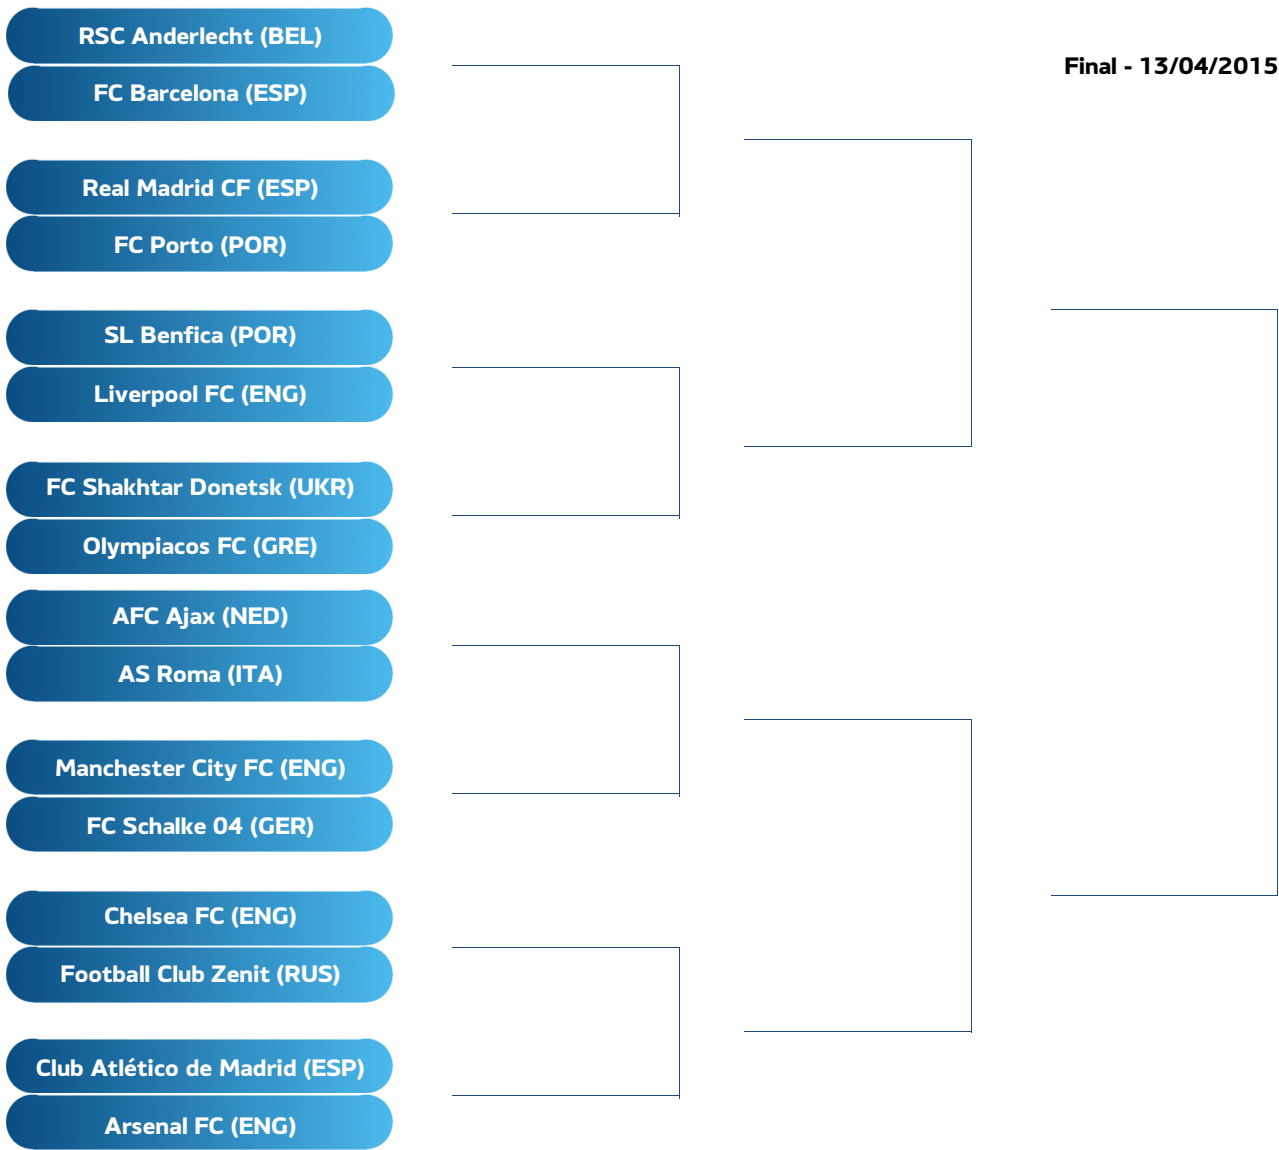 RSC Anderlecht (BEL)
Final - 13/04/2015
FC Barcelona (ESP)
Real Madrid CF (ESP)
FC Porto (POR)
SL Benfica (POR)
Liverpool FC (ENG)
FC Shakhtar Donetsk (UKR)
Olympiacos FC (GRE)
AFC Ajax (NED)
AS Roma (ITA)
Manchester City FC (ENG)
FC Schalke 04 (GER)
Chelsea FC (ENG)
Football Club Zenit (RUS)
Club Atlético de Madrid (ESP)
Arsenal FC (ENG)